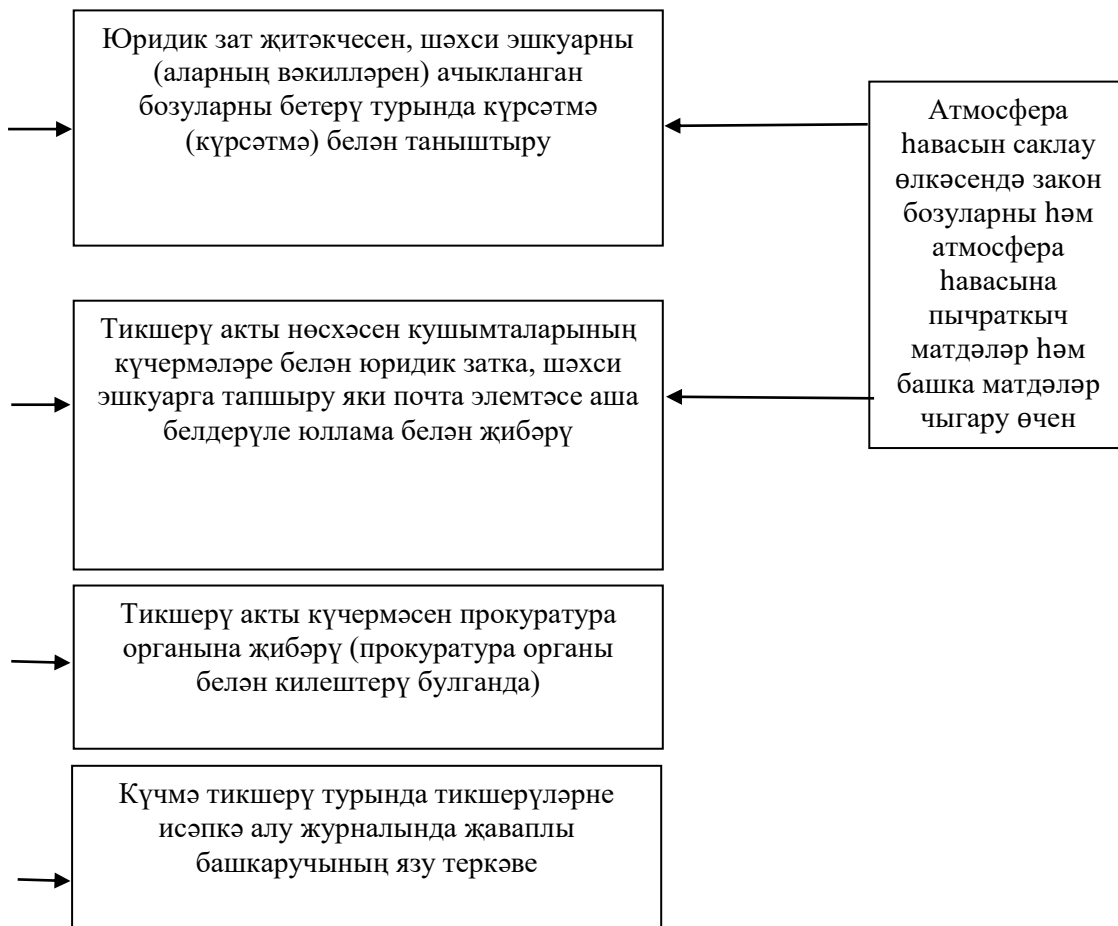 Юридик зат җитәкчесен, шәхси эшкуарны
(аларның вәкилләрен) ачыкланган
бозуларны бетерү турында күрсәтмә
(күрсәтмә) белән таныштыру
Атмосфера
һавасын саклау
өлкәсендә закон
бозуларны һәм
атмосфера
һавасына
пычраткыч
матдәләр һәм
башка матдәләр
чыгару өчен
Тикшерү акты нөсхәсен кушымталарының
күчермәләре белән юридик затка, шәхси
эшкуарга тапшыру яки почта элемтәсе аша
белдерүле юллама белән җибәрү
Тикшерү акты күчермәсен прокуратура
органына җибәрү (прокуратура органы
белән килештерү булганда)
Күчмә тикшерү турында тикшерүләрне
исәпкә алу журналында җаваплы
башкаручының язу теркәве